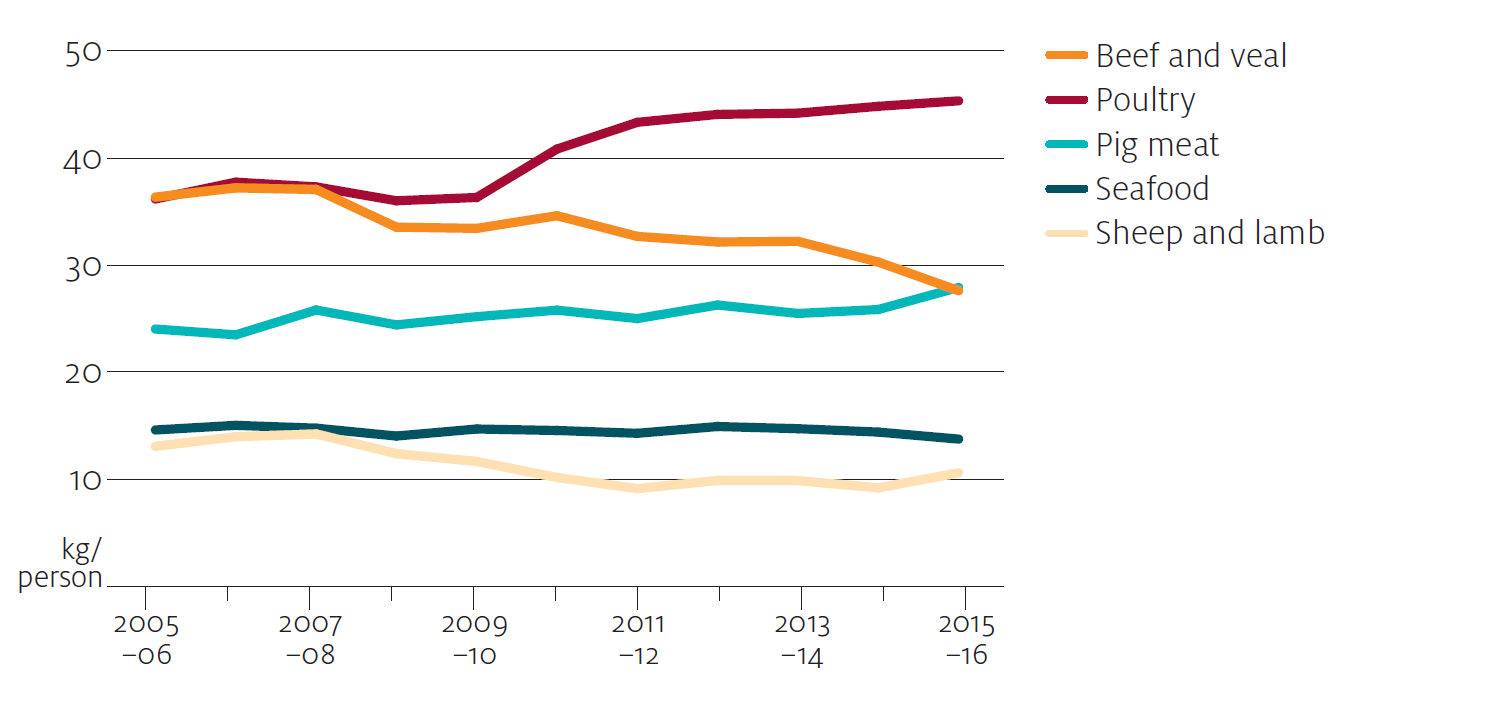 50
40
30
20
10
kg/
person
2005
–06
2007
–08
2009
–10
2011
–12
2013
–14
2015
–16
Beef and veal
Poultry
Pig meat
Seafood
Sheep and lamb